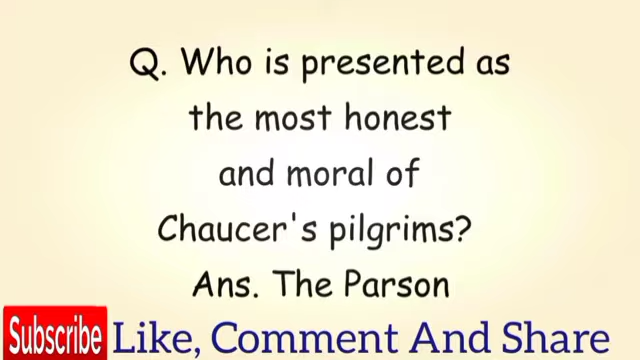 Q. Who is presented as
the most honest
and moral of
Chaucer's pilgrims?
Ans. The Parson
Subscribe Like, Comment And Share